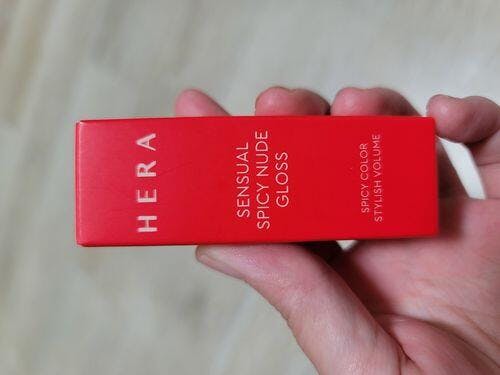 HERA
SENSUAL
SPICY NUDE
GLOSS
SPICY COLOR
STYLISH VOLUME